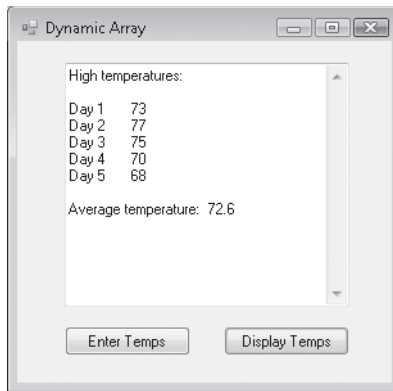 Dynamic Array
High temperatures:
Day 1 73
Day 2 77
Day 3 75
Day 4 70
Day 5 68
Average temperature: 72.6
Enter Temps
Display Temps